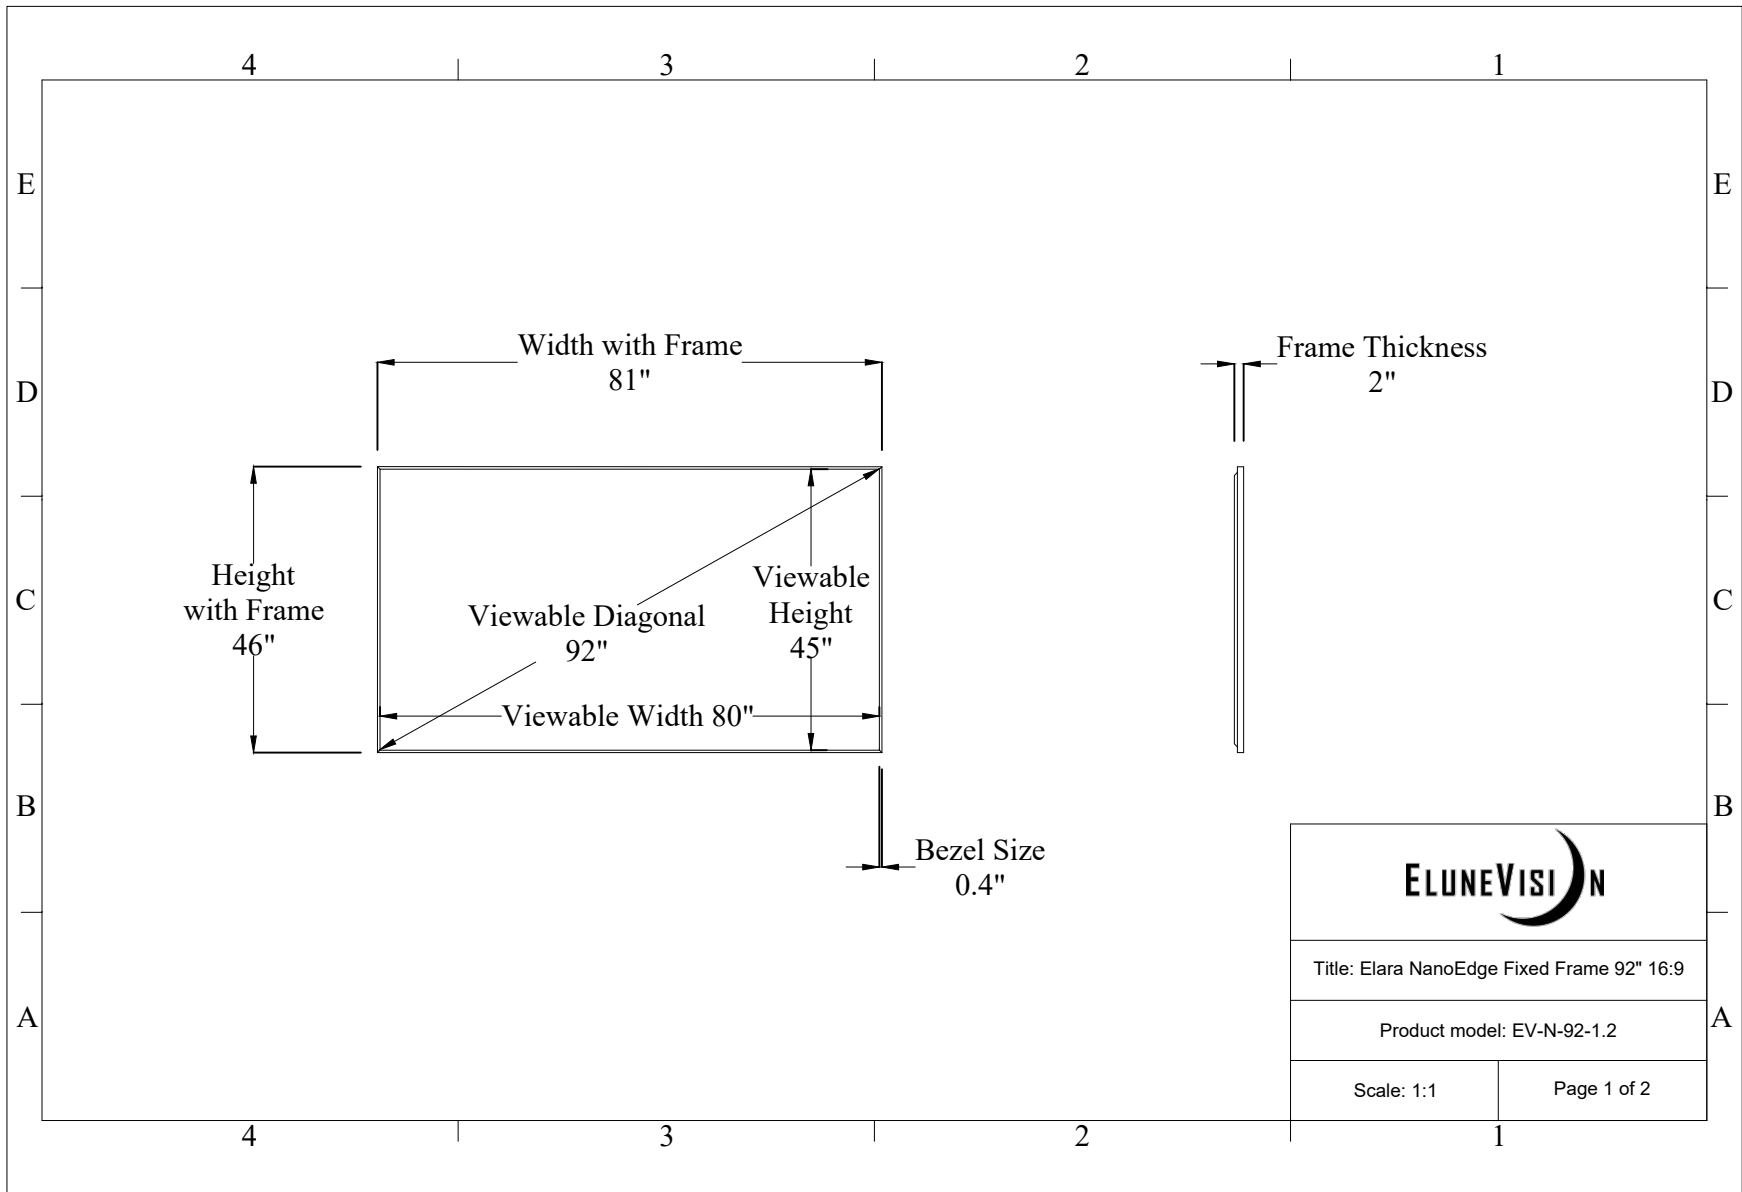 4 3 2 1
E E
Width with Frame
81"
Frame Thickness
2"
D D
Height
with Frame
46"
Viewable Diagonal
92"
Viewable
Height
45"
C C
Viewable Width 80"
B B
Bezel Size
0.4"
ELUNEVISION
Title: Elara NanoEdge Fixed Frame 92" 16:9
Product model: EV-N-92-1.2
A A
Scale: 1:1
Page 1 of 2
4 3 2 1